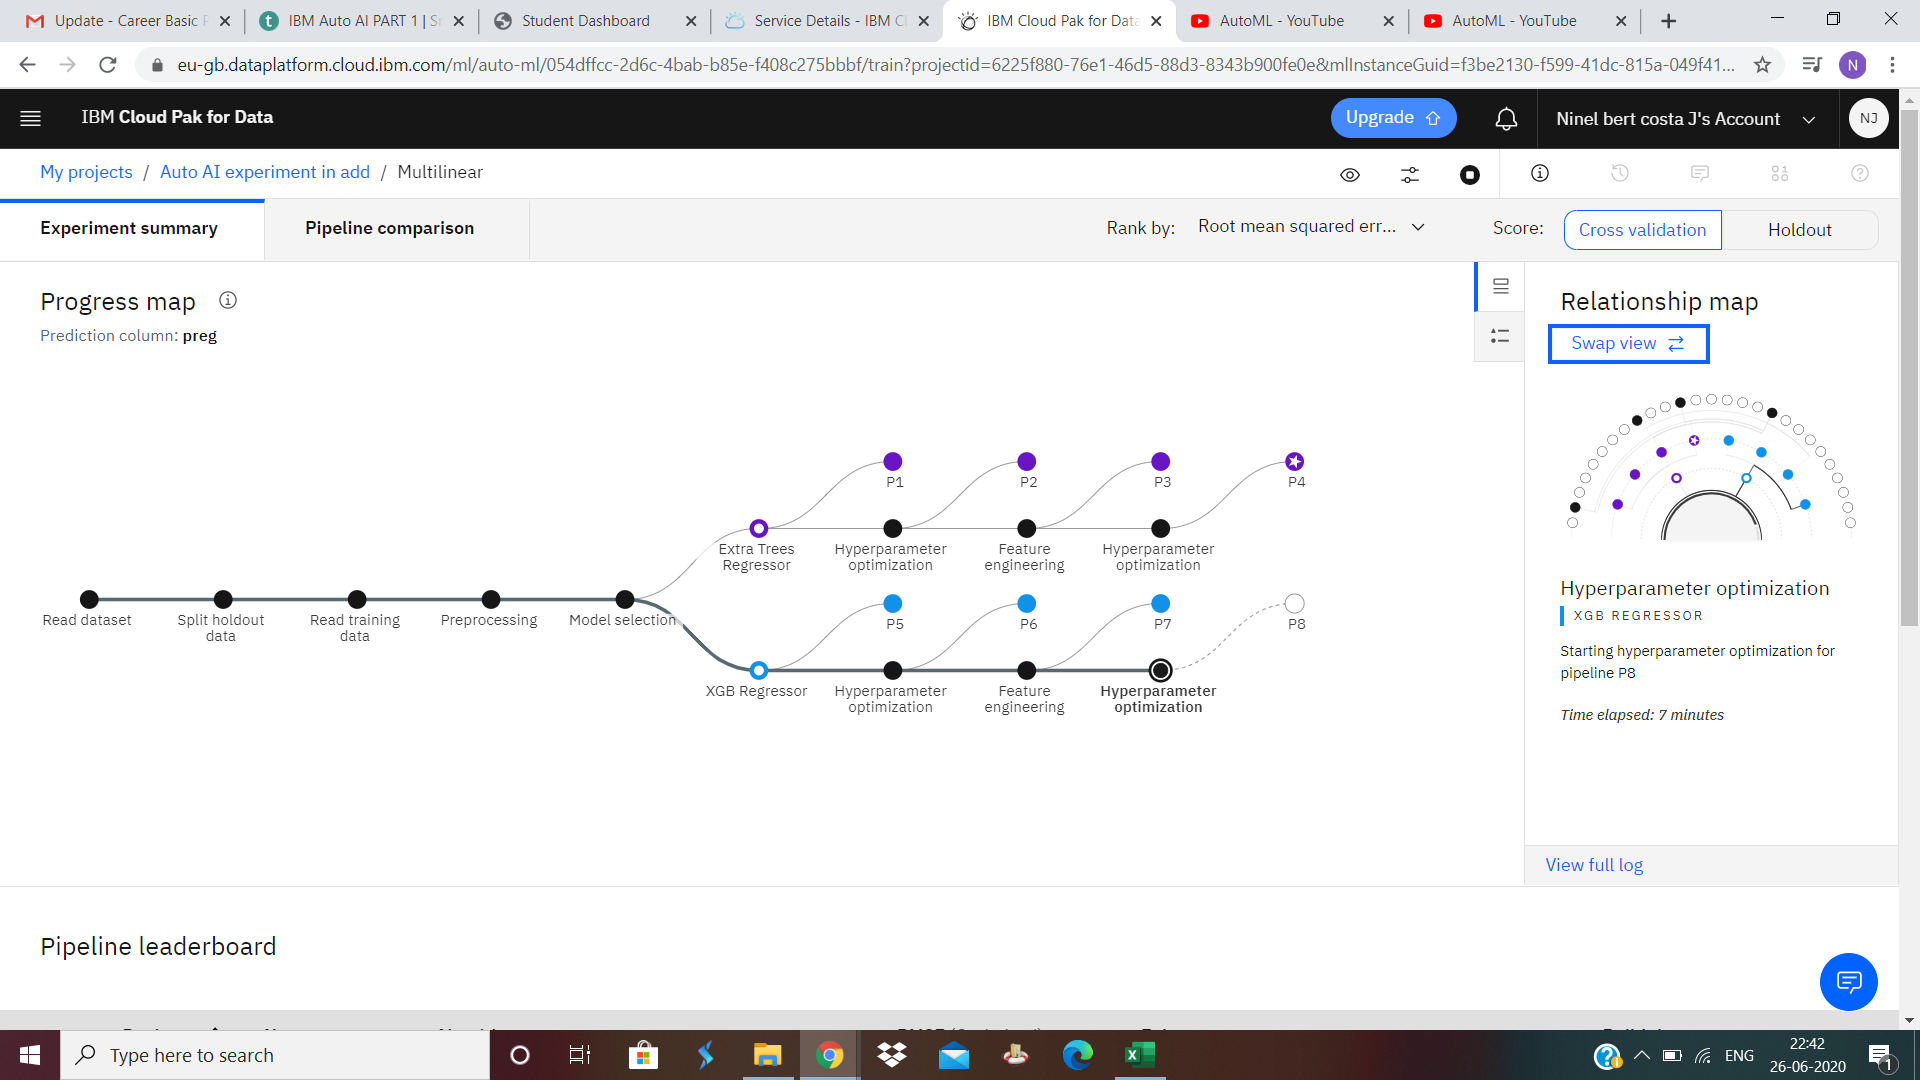 Update - Career Basic
IBM Auto AI PART 1 | Sr
Student Dashboard
Service Details - IBM Cl
IBM Cloud Pak for Data
AutoML - YouTube
AutoML - YouTube
eu-gb.dataplatform.cloud.ibm.com/ml/auto-ml/054dffcc-2d6c-4bab-b85e-f408c275bbbf/train?projectid=6225f880-76e1-46d5-88d3-8343b900fe0e&mlInstanceGuid=f3be2130-f599-41dc-815a-049f41...
N
IBM Cloud Pak for Data
Upgrade
Ninel bert costa J's Account
NJ
My projects / Auto AI experiment in add / Multilinear
Experiment summary
Pipeline comparison
Rank by: Root mean squared err...
Score: Cross validation Holdout
Progress map
Prediction column: preg
P1
P2
P3
P4
Extra Trees
Regressor
Hyperparameter
optimization
Feature
engineering
Hyperparameter
optimization
Read dataset
Split holdout
data
Read training
data
Preprocessing
Model selection
P5
P6
P7
P8
XGB Regressor
Hyperparameter
optimization
Feature
engineering
Hyperparameter
optimization
Relationship map
Swap view
Hyperparameter optimization
XGB REGRESSOR
Starting hyperparameter optimization for
pipeline P8
Time elapsed: 7 minutes
View full log
Pipeline leaderboard
Type here to search
ENG
22:42
26-06-2020
1